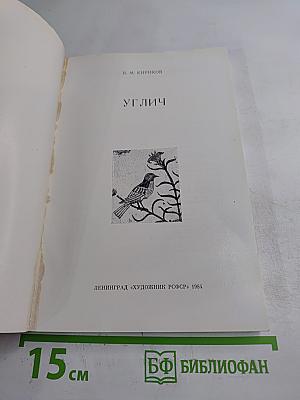 Б. М. КИРИКОВ
УГЛИЧ
ЛЕНИНГРАД «ХУДОЖНИК РСФСР» 1984
15 см
БФ БИБЛИОФАН